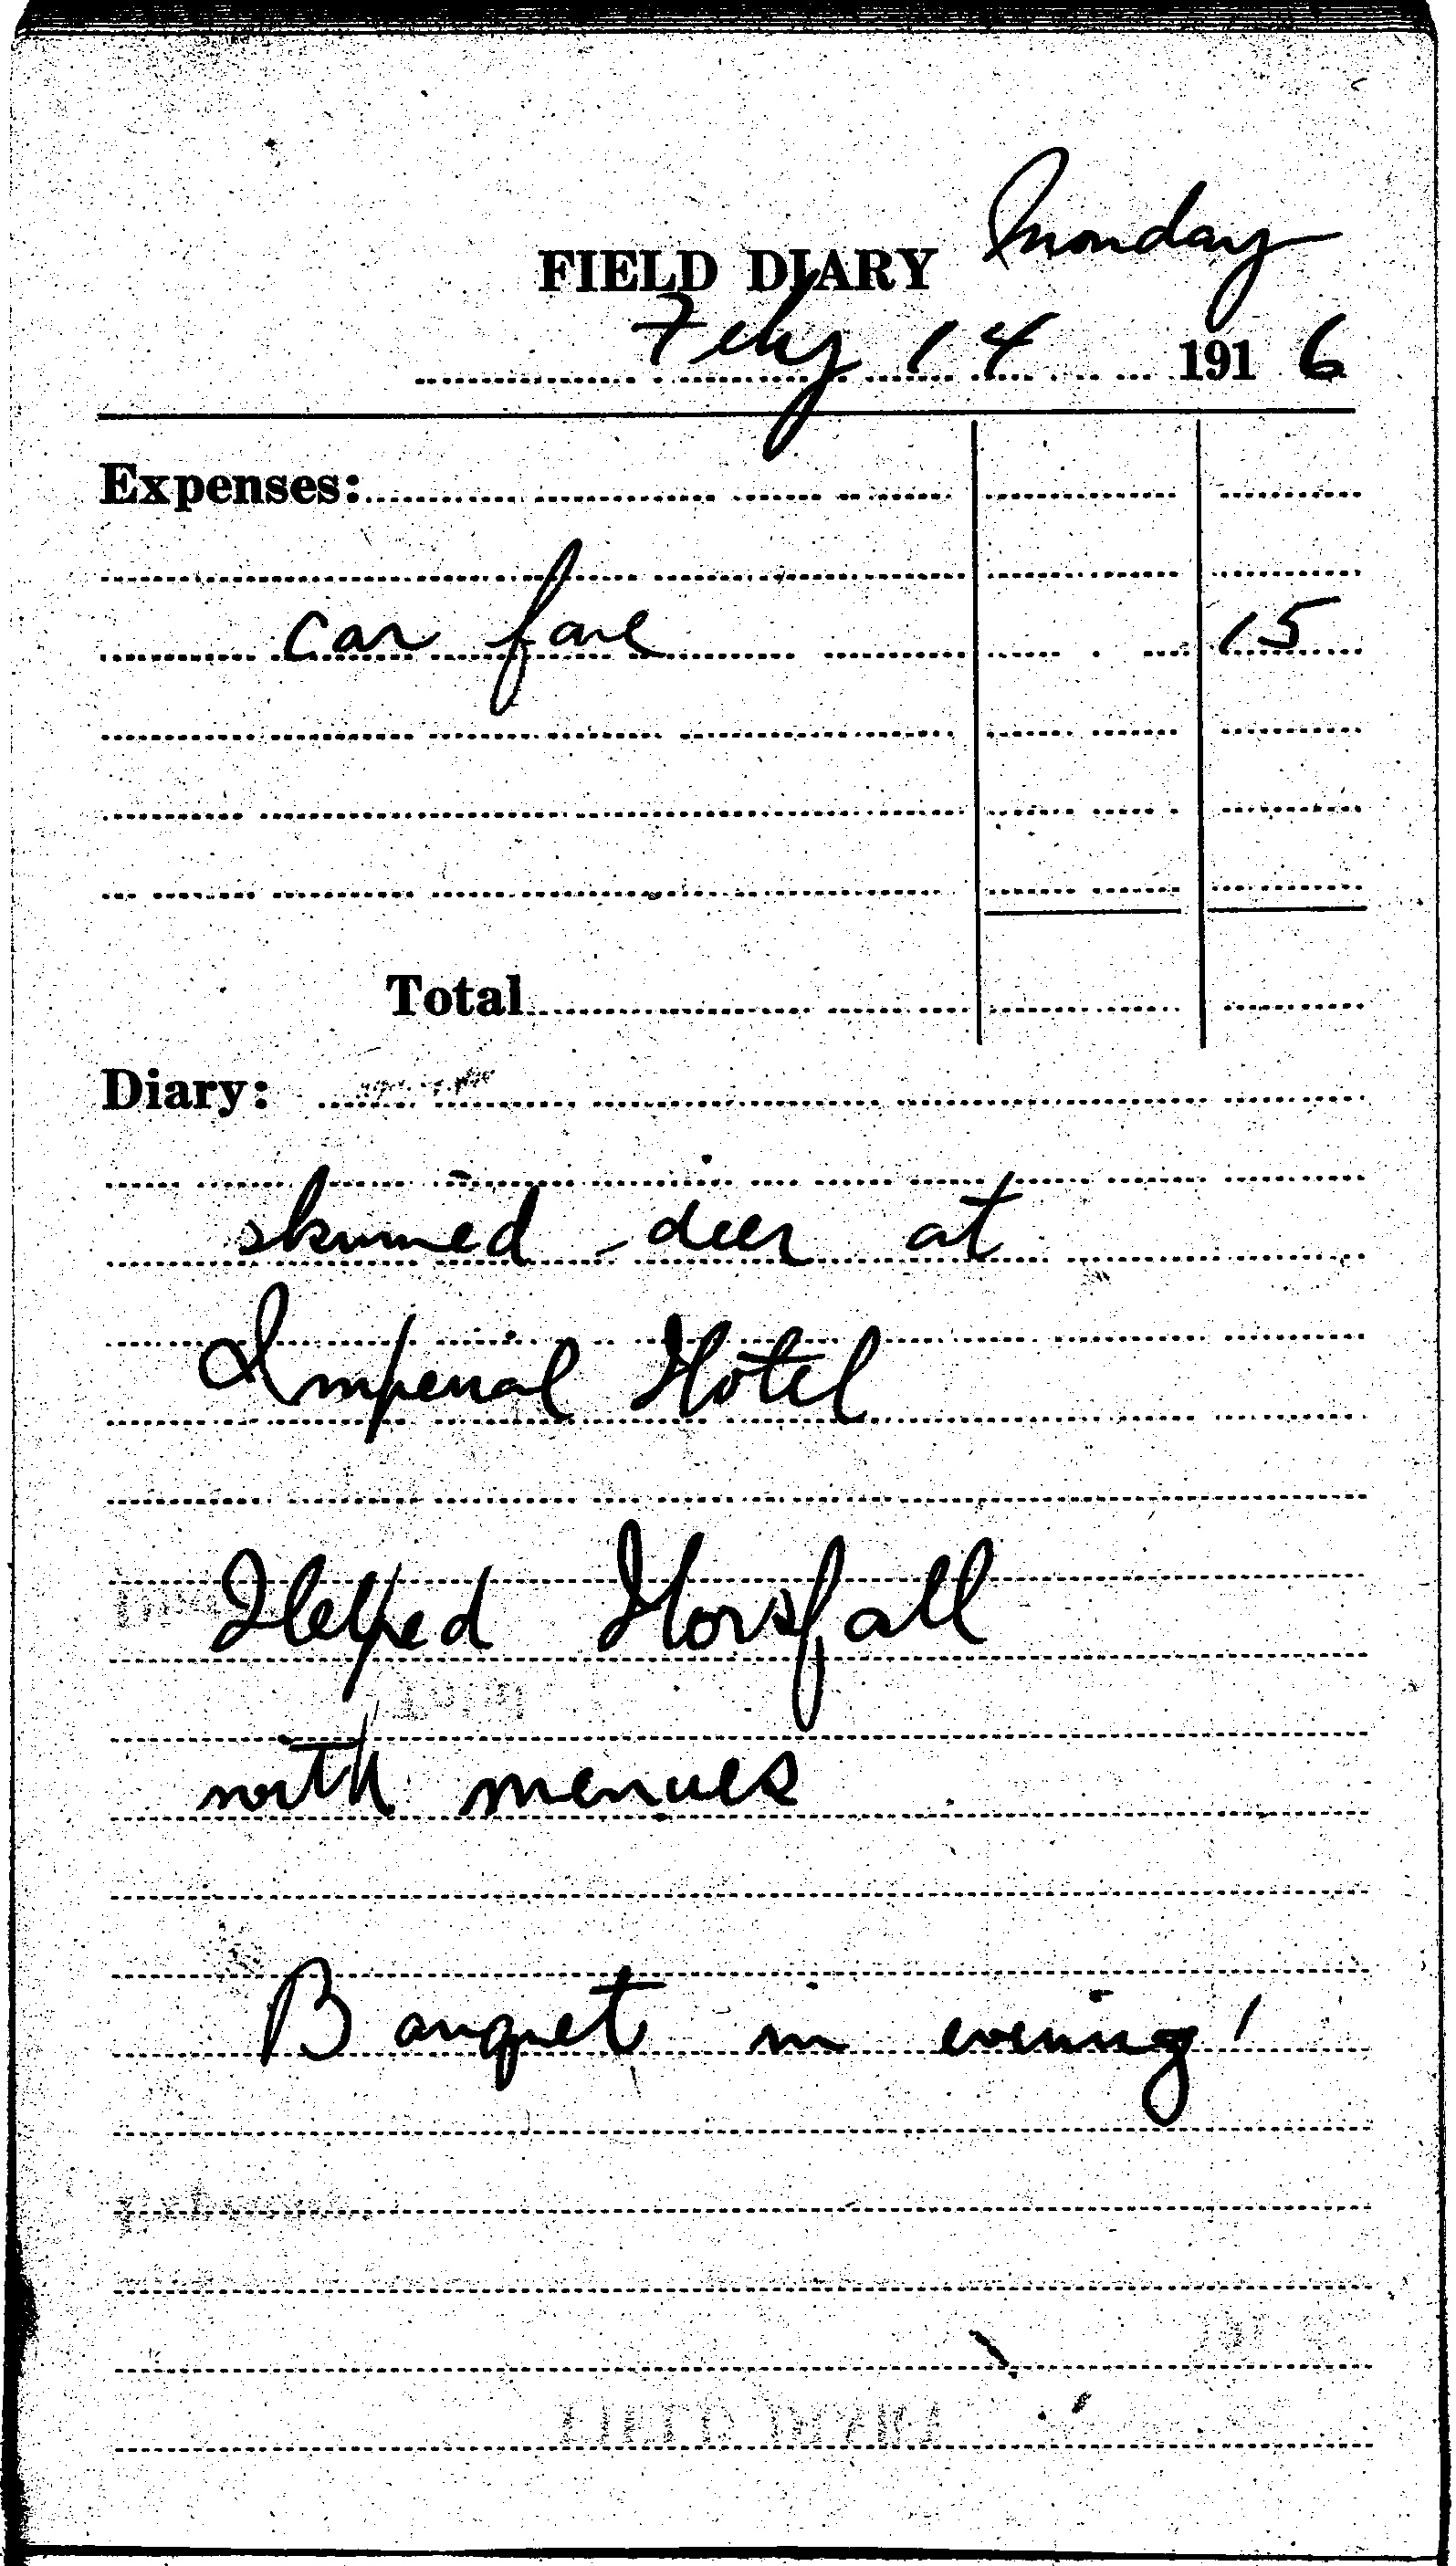 Monday
FIELD DIARY
Feby 14 1916
Expenses:
car fare 15
Total
Diary:
skinned deer at
Imperial Hotel
Helped Horsfall
with menues
Banquet in evening!